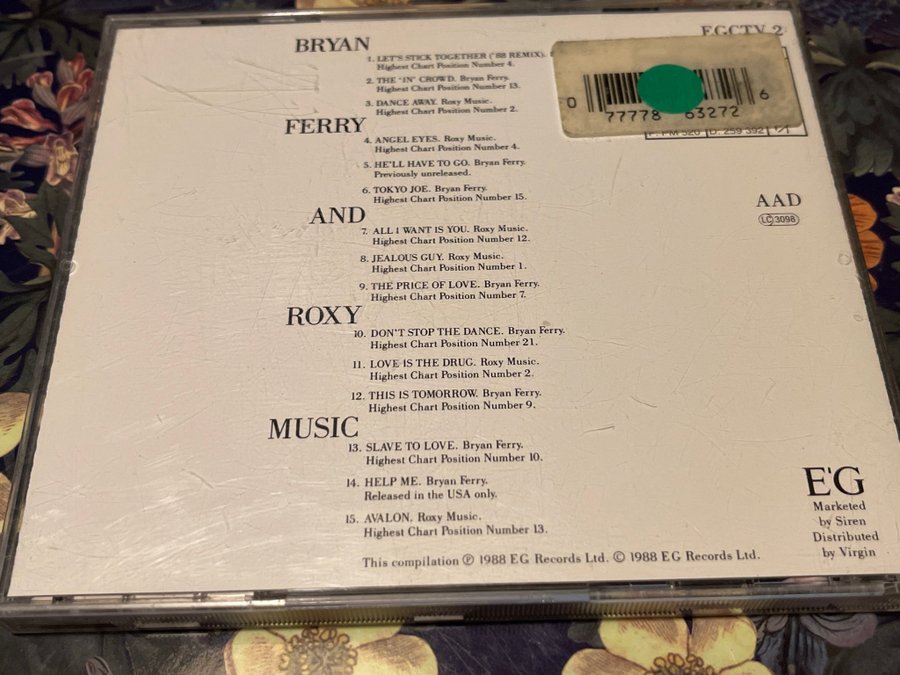 BRYAN
EGCTV 2
1. LET'S STICK TOGETHER ('88 REMIX).
Highest Chart Position Number 4.
2. THE 'IN' CROWD. Bryan Ferry.
Highest Chart Position Number 13.
3. DANCE AWAY. Roxy Music.
Highest Chart Position Number 2.
0 77778 63272 6
FERRY
4. ANGEL EYES. Roxy Music.
Highest Chart Position Number 4.
5. HE'LL HAVE TO GO. Bryan Ferry.
Previously unreleased.
6. TOKYO JOE. Bryan Ferry.
Highest Chart Position Number 15.
AAD
LC 3098
AND
7. ALL I WANT IS YOU. Roxy Music.
Highest Chart Position Number 12.
8. JEALOUS GUY. Roxy Music.
Highest Chart Position Number 1.
9. THE PRICE OF LOVE. Bryan Ferry.
Highest Chart Position Number 7.
ROXY
10. DON'T STOP THE DANCE. Bryan Ferry.
Highest Chart Position Number 21.
11. LOVE IS THE DRUG. Roxy Music.
Highest Chart Position Number 2.
12. THIS IS TOMORROW. Bryan Ferry.
Highest Chart Position Number 9.
MUSIC
13. SLAVE TO LOVE. Bryan Ferry.
Highest Chart Position Number 10.
14. HELP ME. Bryan Ferry.
Released in the USA only.
15. AVALON. Roxy Music.
Highest Chart Position Number 13.
E'G
Marketed
by Siren
Distributed
by Virgin
This compilation ℗ 1988 EG Records Ltd. © 1988 EG Records Ltd.